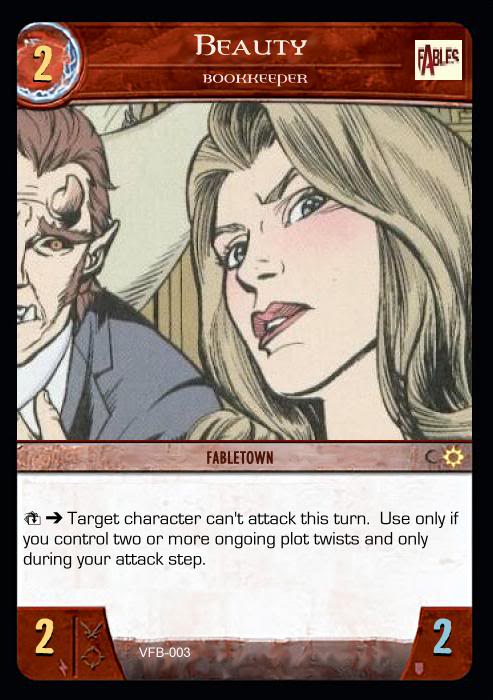 2
BEAUTY
FABLES
BOOKKEEPER
FABLETOWN
➔ Target character can't attack this turn. Use only if
you control two or more ongoing plot twists and only
during your attack step.
2
2
VFB-003